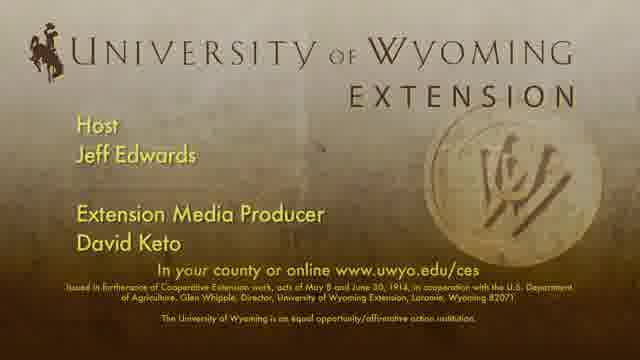 UNIVERSITY OF WYOMING
EXTENSION
Host
Jeff Edwards
Extension Media Producer
David Keto
In your county or online www.uwyo.edu/ces
Issued in furtherance of Cooperative Extension work, acts of May 8 and June 30, 1914, in cooperation with the U.S. Department
of Agriculture. Glen Whipple, Director, University of Wyoming Extension, Laramie, Wyoming 82071.
The University of Wyoming is an equal opportunity/affirmative action institution.